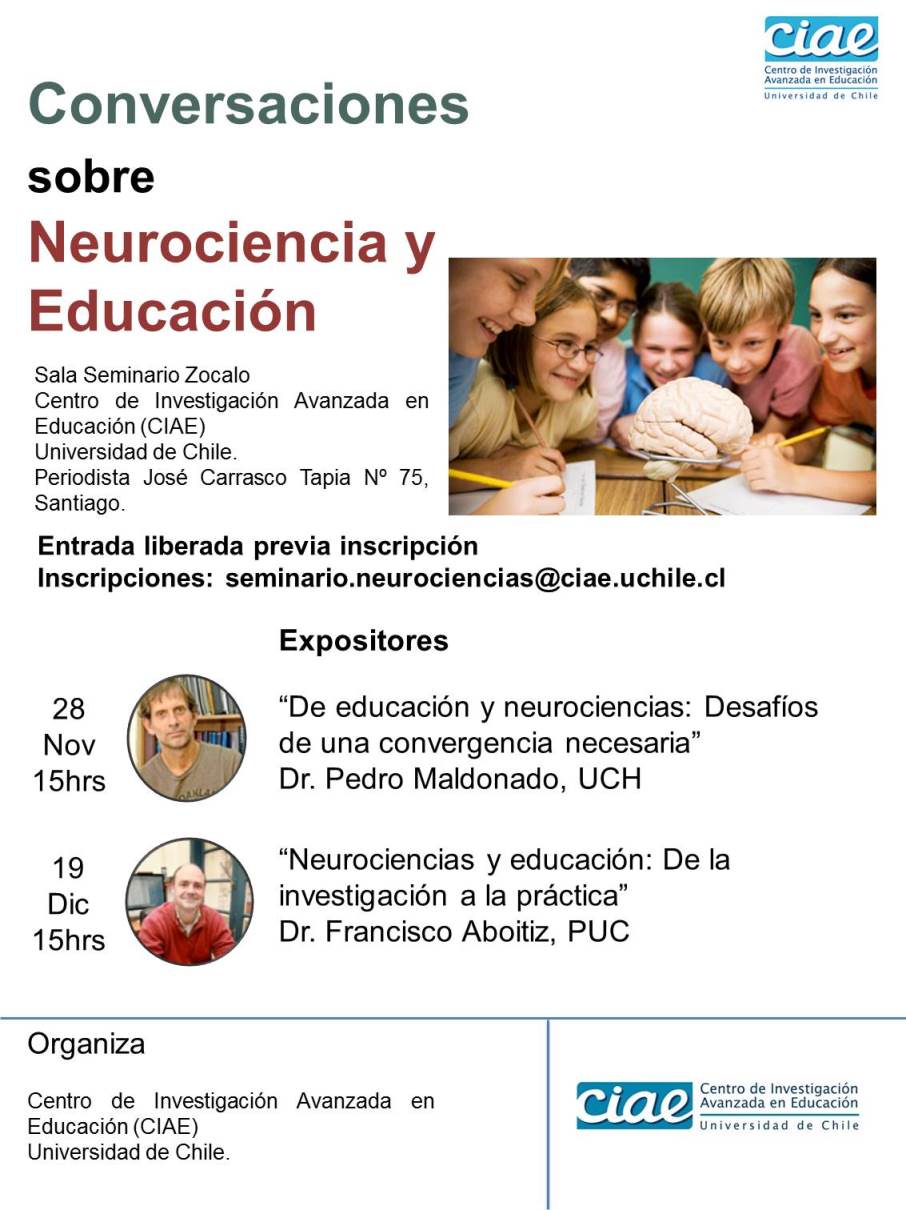 ciae
Centro de Investigación
Avanzada en Educación
Universidad de Chile
Conversaciones
sobre
Neurociencia y
Educación
Sala Seminario Zocalo
Centro de Investigación Avanzada en
Educación (CIAE)
Universidad de Chile.
Periodista José Carrasco Tapia Nº 75,
Santiago.
Entrada liberada previa inscripción
Inscripciones: seminario.neurociencias@ciae.uchile.cl
Expositores
28
Nov
15hrs
“De educación y neurociencias: Desafíos
de una convergencia necesaria”
Dr. Pedro Maldonado, UCH
19
Dic
15hrs
“Neurociencias y educación: De la
investigación a la práctica”
Dr. Francisco Aboitiz, PUC
Organiza
Centro de Investigación Avanzada en
Educación (CIAE)
Universidad de Chile.
ciae
Centro de Investigación
Avanzada en Educación
Universidad de Chile